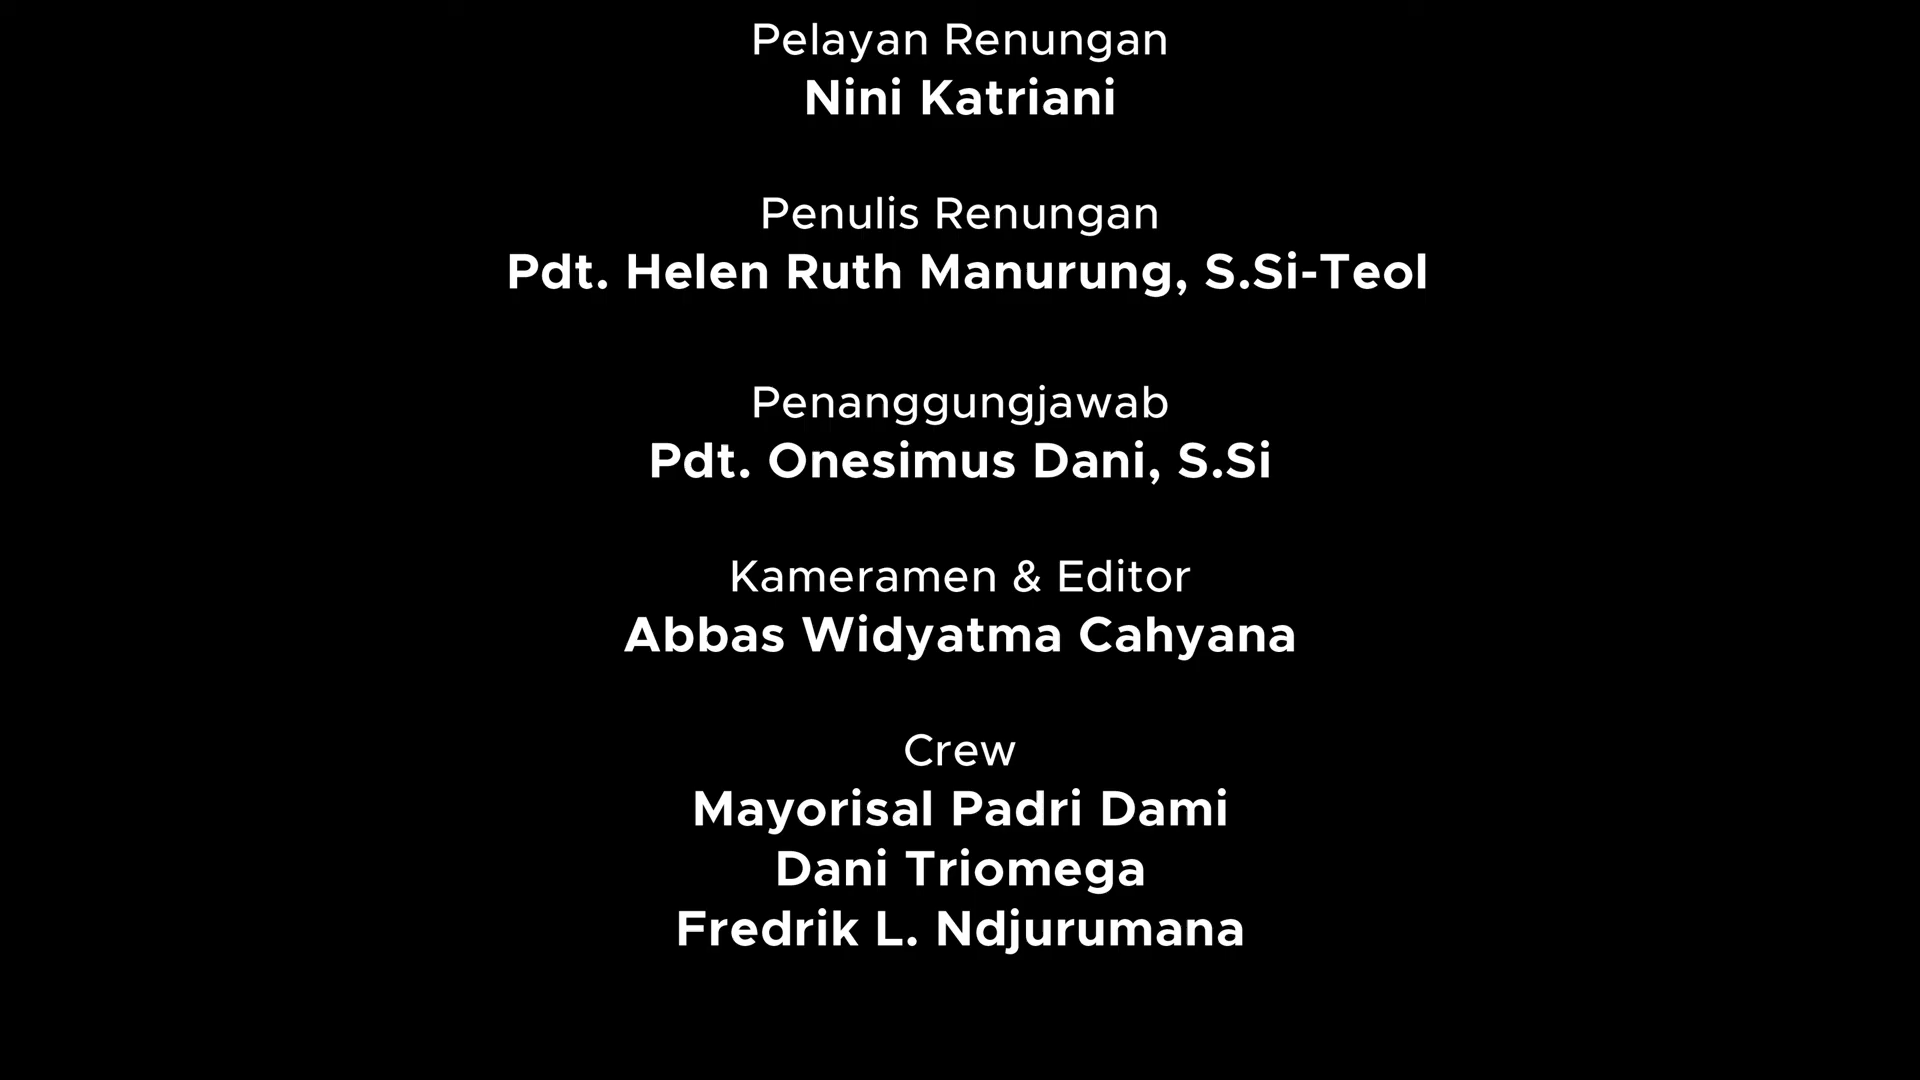 Pelayan Renungan
Nini Katriani
Penulis Renungan
Pdt. Helen Ruth Manurung, S.Si-Teol
Penanggungjawab
Pdt. Onesimus Dani, S.Si
Kameramen & Editor
Abbas Widyatma Cahyana
Crew
Mayorisal Padri Dami
Dani Triomega
Fredrik L. Ndjurumana